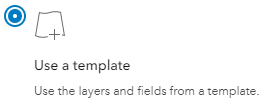 Use a template
Use the layers and fields from a template.